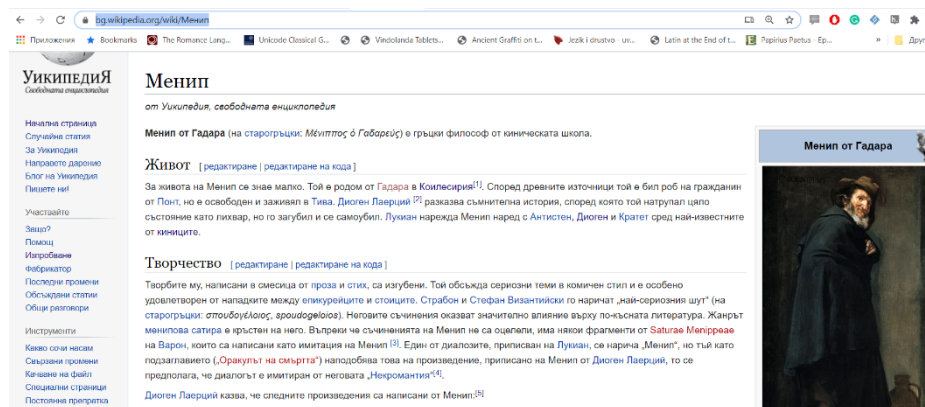 bg.wikipedia.org/wiki/Менип
Приложения Bookmarks The Romance Lang... Unicode Classical G... Vindolanda Tablets... Ancient Graffiti on t... Jezik i drustvo - uv... Latin at the End of t... Papirius Paetus - Ep... » Друг
УикипедиЯ
Свободната енциклопедия
Начална страница
Случайна статия
За Уикипедия
Направете дарение
Блог на Уикипедия
Пишете ни!
Участвайте
Защо?
Помощ
Изпробване
Фабрикатор
Последни промени
Обсъждани статии
Общи разговори
Инструменти
Какво сочи насам
Свързани промени
Качване на файл
Специални страници
Постоянна препратка
Менип
от Уикипедия, свободната енциклопедия
Менип от Гадара (на старогръцки: Μένιππος ὁ Γαδαρεύς) е гръцки философ от киническата школа.
Живот [ редактиране | редактиране на кода ]
За живота на Менип се знае малко. Той е родом от Гадара в Коилесирия[1]. Според древните източници той е бил роб на гражданин
от Понт, но е освободен и заживял в Тива. Диоген Лаерций [2] разказва съмнителна история, според която той натрупал цяло
състояние като лихвар, но го загубил и се самоубил. Лукиан нарежда Менип наред с Антистен, Диоген и Кратет сред най-известните
от киниците.
Творчество [ редактиране | редактиране на кода ]
Творбите му, написани в смесица от проза и стих, са изгубени. Той обсъжда сериозни теми в комичен стил и е особено
удовлетворен от нападките между епикурейците и стоиците. Страбон и Стефан Византийски го наричат „най-сериозния шут“ (на
старогръцки: σπουδογέλοιος, spoudogeloios). Неговите съчинения оказват значително влияние върху по-късната литература. Жанрът
менипова сатира е кръстен на него. Въпреки че съчиненията на Менип не са оцелели, има някои фрагменти от Saturae Menippeae
на Варон, които са написани като имитация на Менип [3]. Един от диалозите, приписван на Лукиан, се нарича „Менип“, но тъй като
подзаглавието („Оракулът на смъртта“) наподобява това на произведение, приписано на Менип от Диоген Лаерций, то се
предполага, че диалогът е имитиран от неговата „Некромантия“[4].
Диоген Лаерций казва, че следните произведения са написани от Менип:[5]
Менип от Гадара